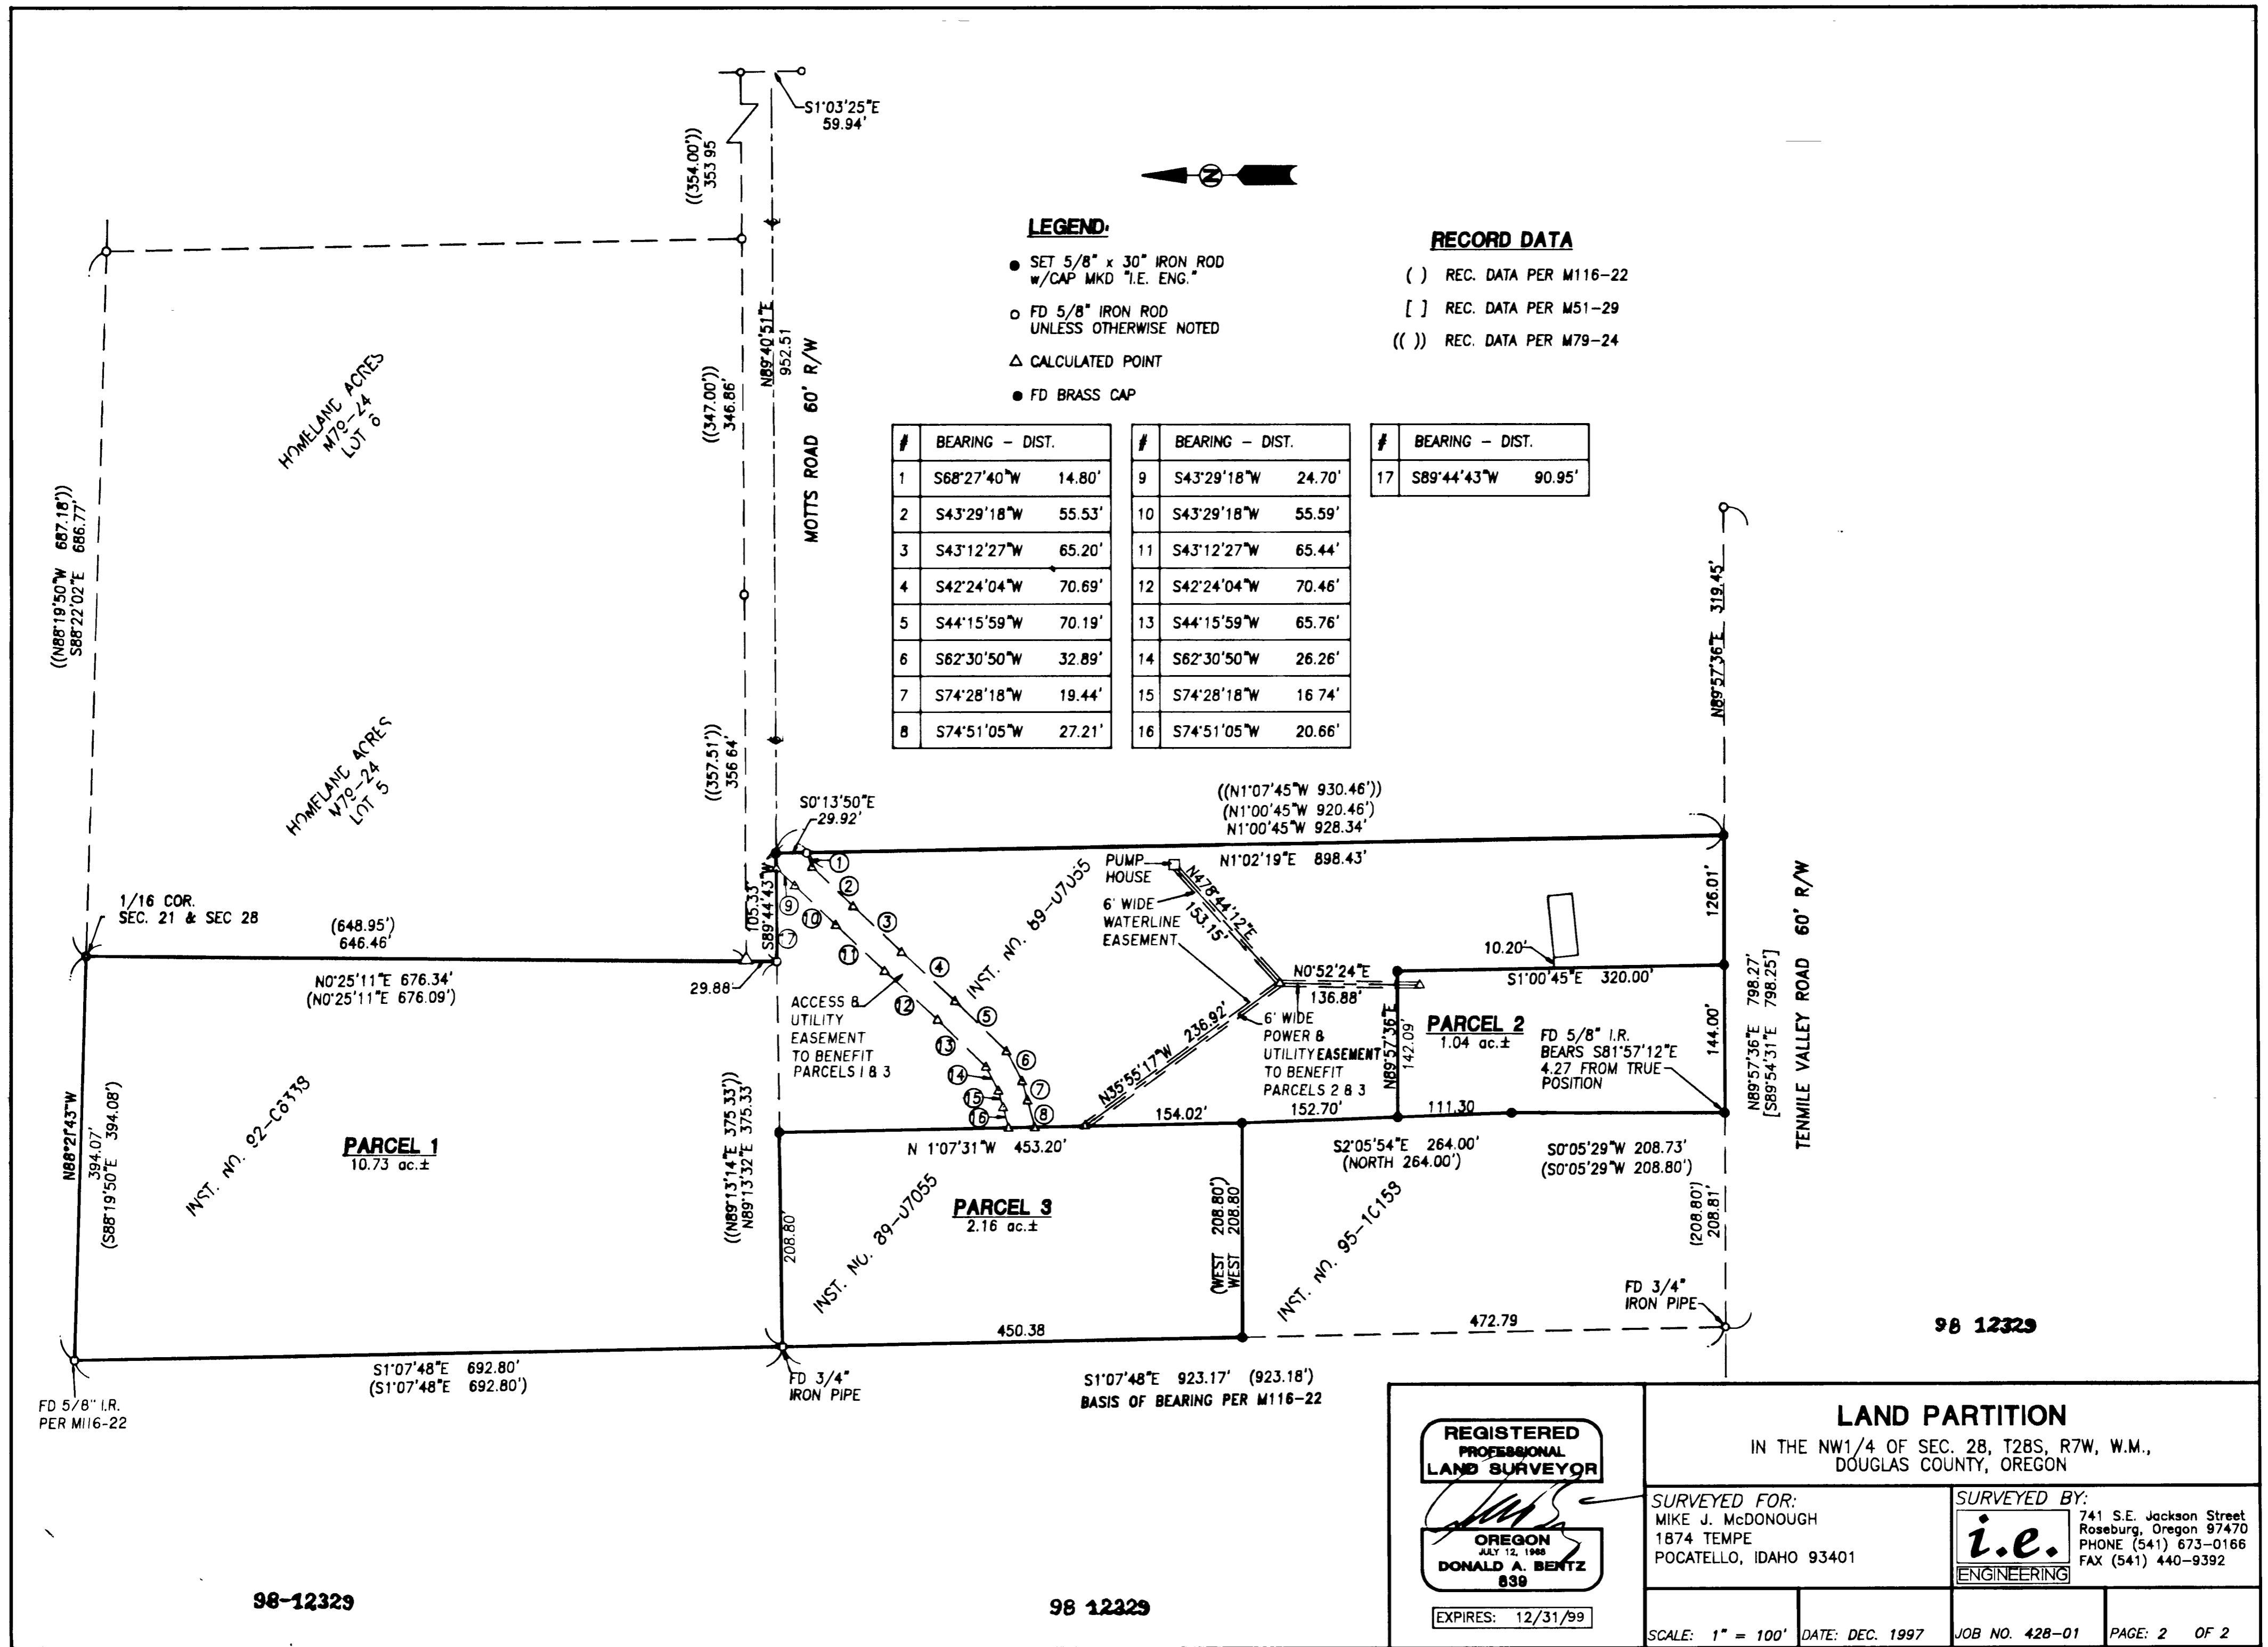 S1°03'25"E
59.94'
((354.00'))
353 95
N89°40'51"E
952.51
MOTTS ROAD 60' R/W
((347.00'))
346.86'
((357.51'))
356 64'
N
LEGEND:
SET 5/8" x 30" IRON ROD
w/CAP MKD "I.E. ENG."
FD 5/8" IRON ROD
UNLESS OTHERWISE NOTED
CALCULATED POINT
FD BRASS CAP
RECORD DATA
( ) REC. DATA PER M116-22
[ ] REC. DATA PER M51-29
(( )) REC. DATA PER M79-24
# BEARING - DIST.
1 S68°27'40"W 14.80'
2 S43°29'18"W 55.53'
3 S43°12'27"W 65.20'
4 S42°24'04"W 70.69'
5 S44°15'59"W 70.19'
6 S62°30'50"W 32.89'
7 S74°28'18"W 19.44'
8 S74°51'05"W 27.21'
# BEARING - DIST.
9 S43°29'18"W 24.70'
10 S43°29'18"W 55.59'
11 S43°12'27"W 65.44'
12 S42°24'04"W 70.46'
13 S44°15'59"W 65.76'
14 S62°30'50"W 26.26'
15 S74°28'18"W 16 74'
16 S74°51'05"W 20.66'
# BEARING - DIST.
17 S89°44'43"W 90.95'
HOMELAND ACRES
M79-24
LOT 6
HOMELAND ACRES
M79-24
LOT 5
((N88°19'50"W 687.18'))
S88°22'02"E 686.77'
N89°57'36"E 319.45'
S0°13'50"E
29.92'
((N1°07'45"W 930.46'))
(N1°00'45"W 920.46')
N1°00'45"W 928.34'
N1°02'19"E 898.43'
1/16 COR.
SEC. 21 & SEC 28
(648.95')
646.46'
N0°25'11"E 676.34'
(N0°25'11"E 676.09')
105.33'
S89°44'43"W
29.88'
1
2
3
4
5
6
7
8
9
10
11
12
13
14
15
16
17
PUMP
HOUSE
6' WIDE
WATERLINE
EASEMENT
153.15'
N0°52'24"E
136.88'
INST. NO. 89-07055
ACCESS &
UTILITY
EASEMENT
TO BENEFIT
PARCELS 1 & 3
6' WIDE
POWER &
UTILITY EASEMENT
TO BENEFIT
PARCELS 2 & 3
N35°55'17"W 236.92'
N89°57'36"E
142.09'
10.20'
S1°00'45"E 320.00'
PARCEL 2
1.04 ac.±
FD 5/8" I.R.
BEARS S81°57'12"E
4.27 FROM TRUE
POSITION
126.01'
144.00'
N89°57'36"E 798.27'
[S89°54'31"E 798.25']
TENMILE VALLEY ROAD 60' R/W
N88°21'43"W
394.07'
(S88°19'50"E 394.08')
PARCEL 1
10.73 ac.±
((N89°13'14"E 375.33'))
N89°13'32"E 375.33'
208.80'
154.02'
152.70'
111.30
N 1°07'31"W 453.20'
S2°05'54"E 264.00'
(NORTH 264.00')
S0°05'29"W 208.73'
(S0°05'29"W 208.80')
INST. NO. 89-07055
PARCEL 3
2.16 ac.±
(WEST 208.80')
WEST 208.80'
(208.80')
208.81'
FD 3/4"
IRON PIPE
450.38
472.79
S1°07'48"E 692.80'
(S1°07'48"E 692.80')
FD 3/4"
IRON PIPE
S1°07'48"E 923.17' (923.18')
BASIS OF BEARING PER M116-22
FD 5/8" I.R.
PER M116-22
98 12329
98-12329
98 12329
REGISTERED
PROFESSIONAL
LAND SURVEYOR
OREGON
JULY 12, 1968
DONALD A. BENTZ
839
EXPIRES: 12/31/99
LAND PARTITION
IN THE NW1/4 OF SEC. 28, T28S, R7W, W.M.,
DOUGLAS COUNTY, OREGON
SURVEYED FOR:
MIKE J. McDONOUGH
1874 TEMPE
POCATELLO, IDAHO 93401
SURVEYED BY:
i.e.
ENGINEERING
741 S.E. Jackson Street
Roseburg, Oregon 97470
PHONE (541) 673-0166
FAX (541) 440-9392
SCALE: 1" = 100'
DATE: DEC. 1997
JOB NO. 428-01
PAGE: 2 OF 2